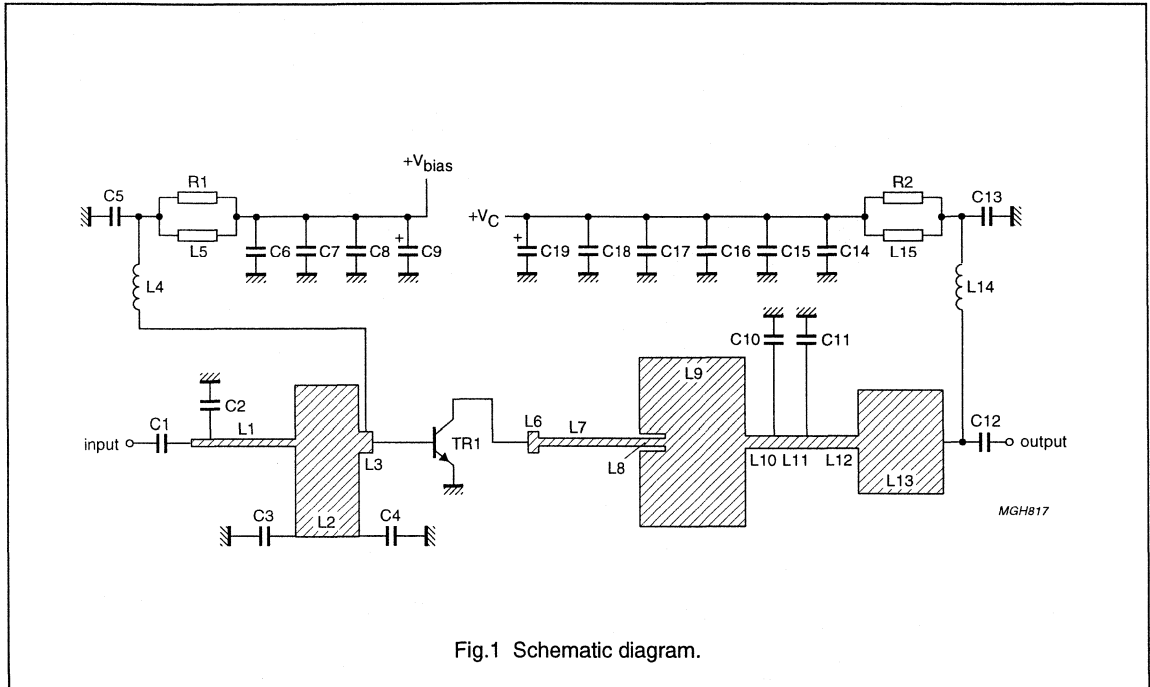 +Vbias
C5
R1
R2
C13
+VC
L5
C6
C7
C8
+
C9
+
C19
C18
C17
C16
C15
C14
L15
L4
L14
C10
C11
L9
C2
C1
L1
L6
L7
C12
input
TR1
output
L3
L8
L10
L11
L12
L13
C3
L2
C4
MGH817
Fig.1 Schematic diagram.